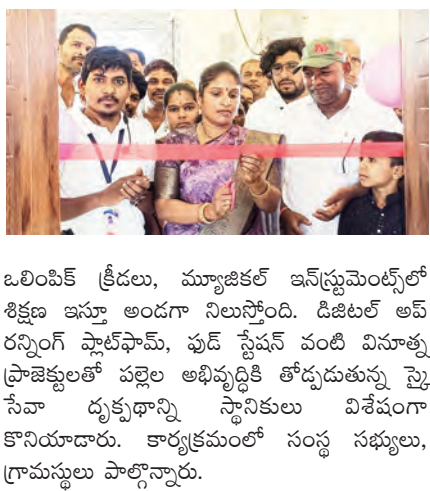 ఒలింపిక్ క్రీడలు, మ్యూజికల్ ఇన్‌స్ట్రుమెంట్స్‌లో
శిక్షణ ఇస్తూ అండగా నిలుస్తోంది. డిజిటల్ అప్
రన్నింగ్ ప్లాట్‌ఫామ్, ఫుడ్ స్టేషన్ వంటి వినూత్న
ప్రాజెక్టులతో పల్లెల అభివృద్ధికి తోడ్పడుతున్న స్కై
సేవా దృక్పథాన్ని స్థానికులు విశేషంగా
కొనియాడారు. కార్యక్రమంలో సంస్థ సభ్యులు,
గ్రామస్థులు పాల్గొన్నారు.